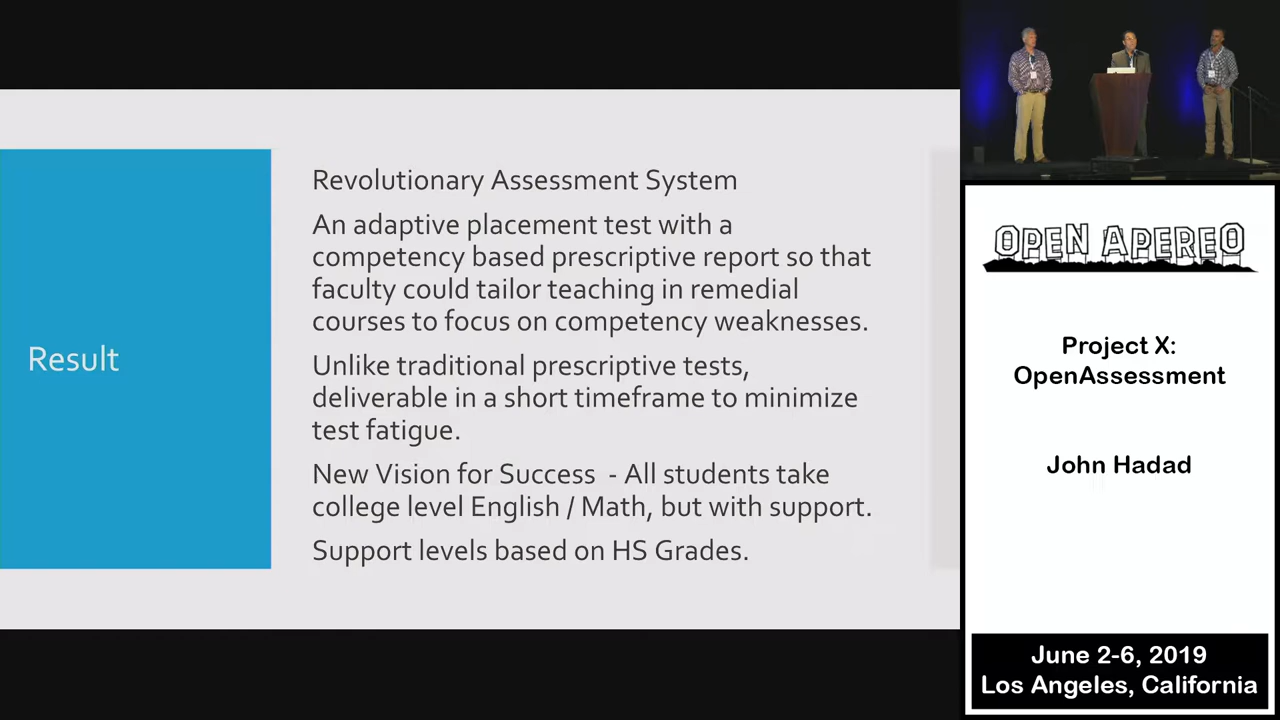 Result
Revolutionary Assessment System
An adaptive placement test with a
competency based prescriptive report so that
faculty could tailor teaching in remedial
courses to focus on competency weaknesses.
Unlike traditional prescriptive tests,
deliverable in a short timeframe to minimize
test fatigue.
New Vision for Success - All students take
college level English / Math, but with support.
Support levels based on HS Grades.
OPEN APEREO
Project X:
OpenAssessment
John Hadad
June 2-6, 2019
Los Angeles, California